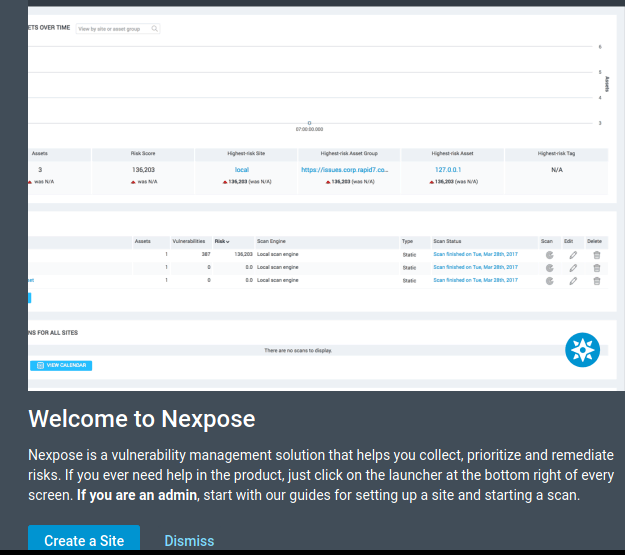 ETS OVER TIME View by site or asset group
6
5
Assets
4
3
07:00:00.000
Assets Risk Score Highest-risk Site Highest-risk Asset Group Highest-risk Asset Highest-risk Tag
3 136,203 local https://issues.corp.rapid7.co... 127.0.0.1 N/A
was N/A was N/A 136,203 (was N/A) 136,203 (was N/A) 136,203 (was N/A)
Assets Vulnerabilities Risk Scan Engine Type Scan Status Scan Edit Delete
1 387 136,203 Local scan engine Static Scan finished on Tue, Mar 28th, 2017
1 0 0.0 Local scan engine Static Scan finished on Tue, Mar 28th, 2017
set 1 0 0.0 Local scan engine Static Scan finished on Tue, Mar 28th, 2017
NS FOR ALL SITES
There are no scans to display
VIEW CALENDAR
Welcome to Nexpose
Nexpose is a vulnerability management solution that helps you collect, prioritize and remediate
risks. If you ever need help in the product, just click on the launcher at the bottom right of every
screen. If you are an admin, start with our guides for setting up a site and starting a scan.
Create a Site Dismiss